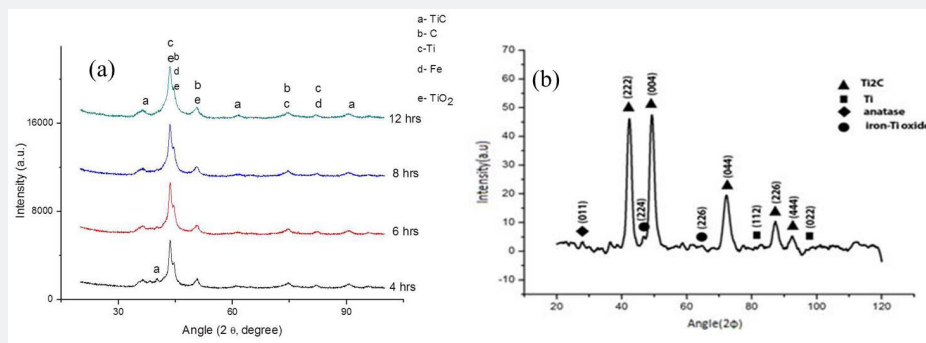 (a)
a- TiC
b- C
c-Ti
d- Fe
e- TiO2
c
e b
d
e
a
b
e
a
b
c
c
d
a
12 hrs
8 hrs
6 hrs
a
4 hrs
16000
8000
0
Intensity (a.u.)
30
60
90
Angle (2 θ, degree)
(b)
70
60
50
40
30
20
10
0
-10
Intensity(a.u)
(011)
(222)
(224)
(004)
(226)
(044)
(112)
(226)
(444)
(022)
Ti2C
Ti
anatase
iron-Ti oxide
20
40
60
80
100
120
Angle(2Φ)